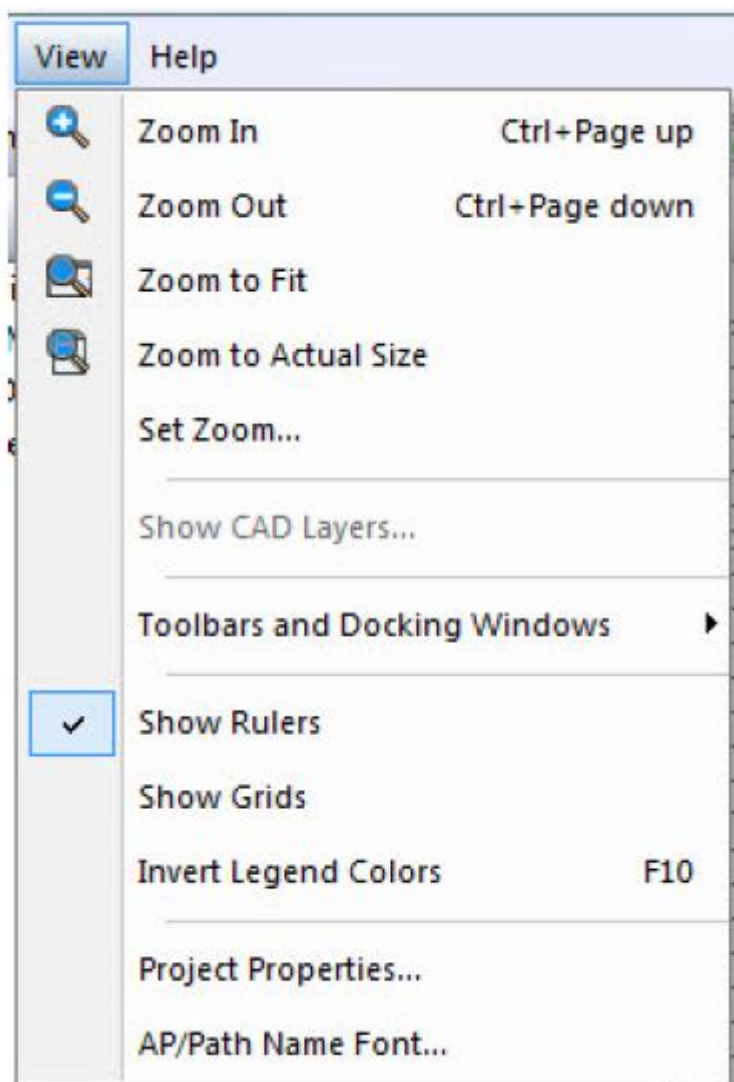 View Help
Zoom In Ctrl+Page up
Zoom Out Ctrl+Page down
Zoom to Fit
Zoom to Actual Size
Set Zoom...
Show CAD Layers...
Toolbars and Docking Windows
Show Rulers
Show Grids
Invert Legend Colors F10
Project Properties...
AP/Path Name Font...